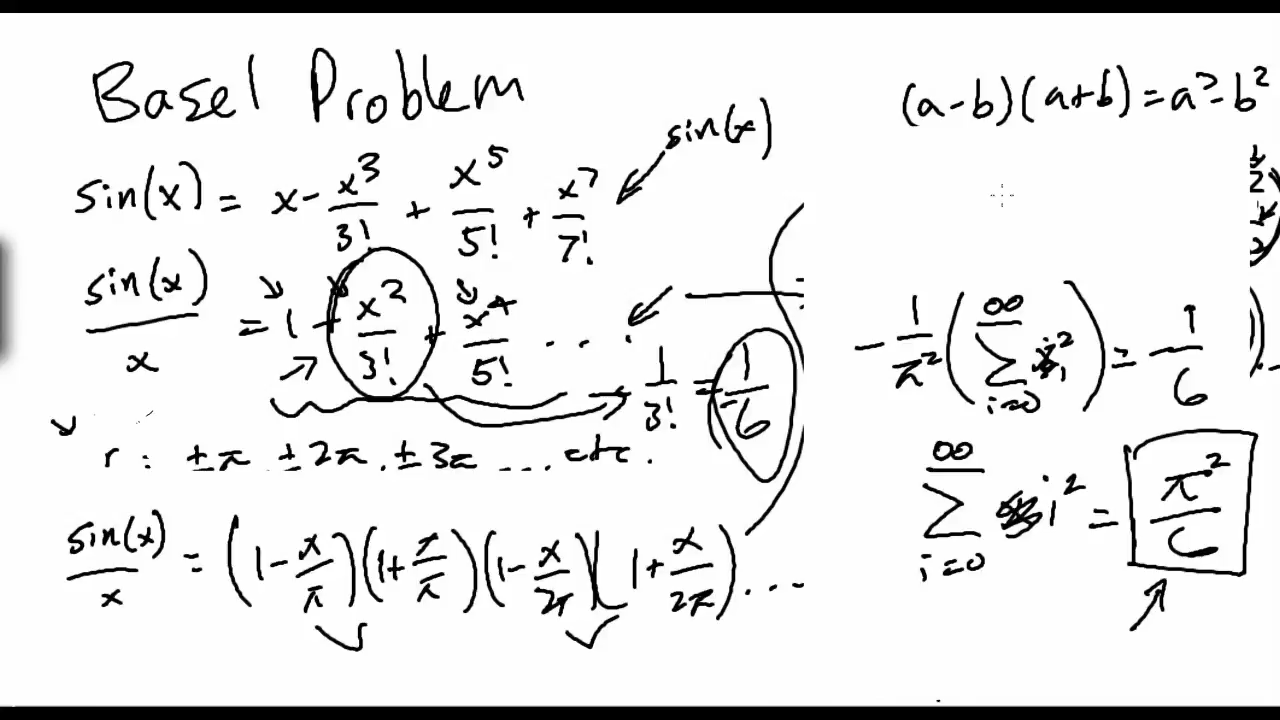 Basel Problem
sin(x) = x - x³/3! + x⁵/5! + x⁷/7!
sin(x)
sin(x)/x = 1 - x²/3! + x⁴/5! ....
- 1/3! = -1/6
r: ±π ±2π, ±3π ... etc.
sin(x)/x = (1 - x/π)(1 + x/π)(1 - x/2π)(1 + x/2π) ....
(a-b)(a+b) = a² - b²
- 1/π² (∞ Σ i=0 i²) = -1/6
∞ Σ i=0 i² = π²/6